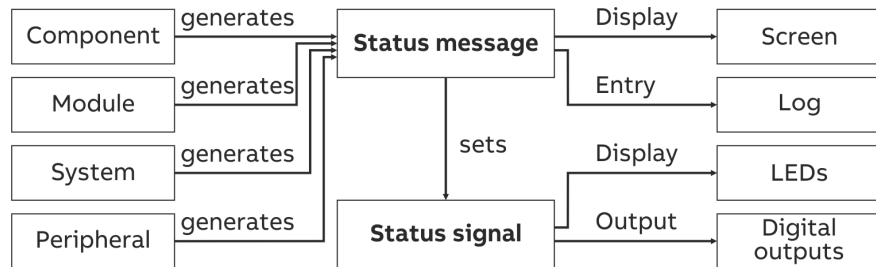 generates
Display
Component
Status message
Screen
generates
Entry
Module
Log
generates
sets
Display
System
LEDs
generates
Output
Peripheral
Status signal
Digital
outputs